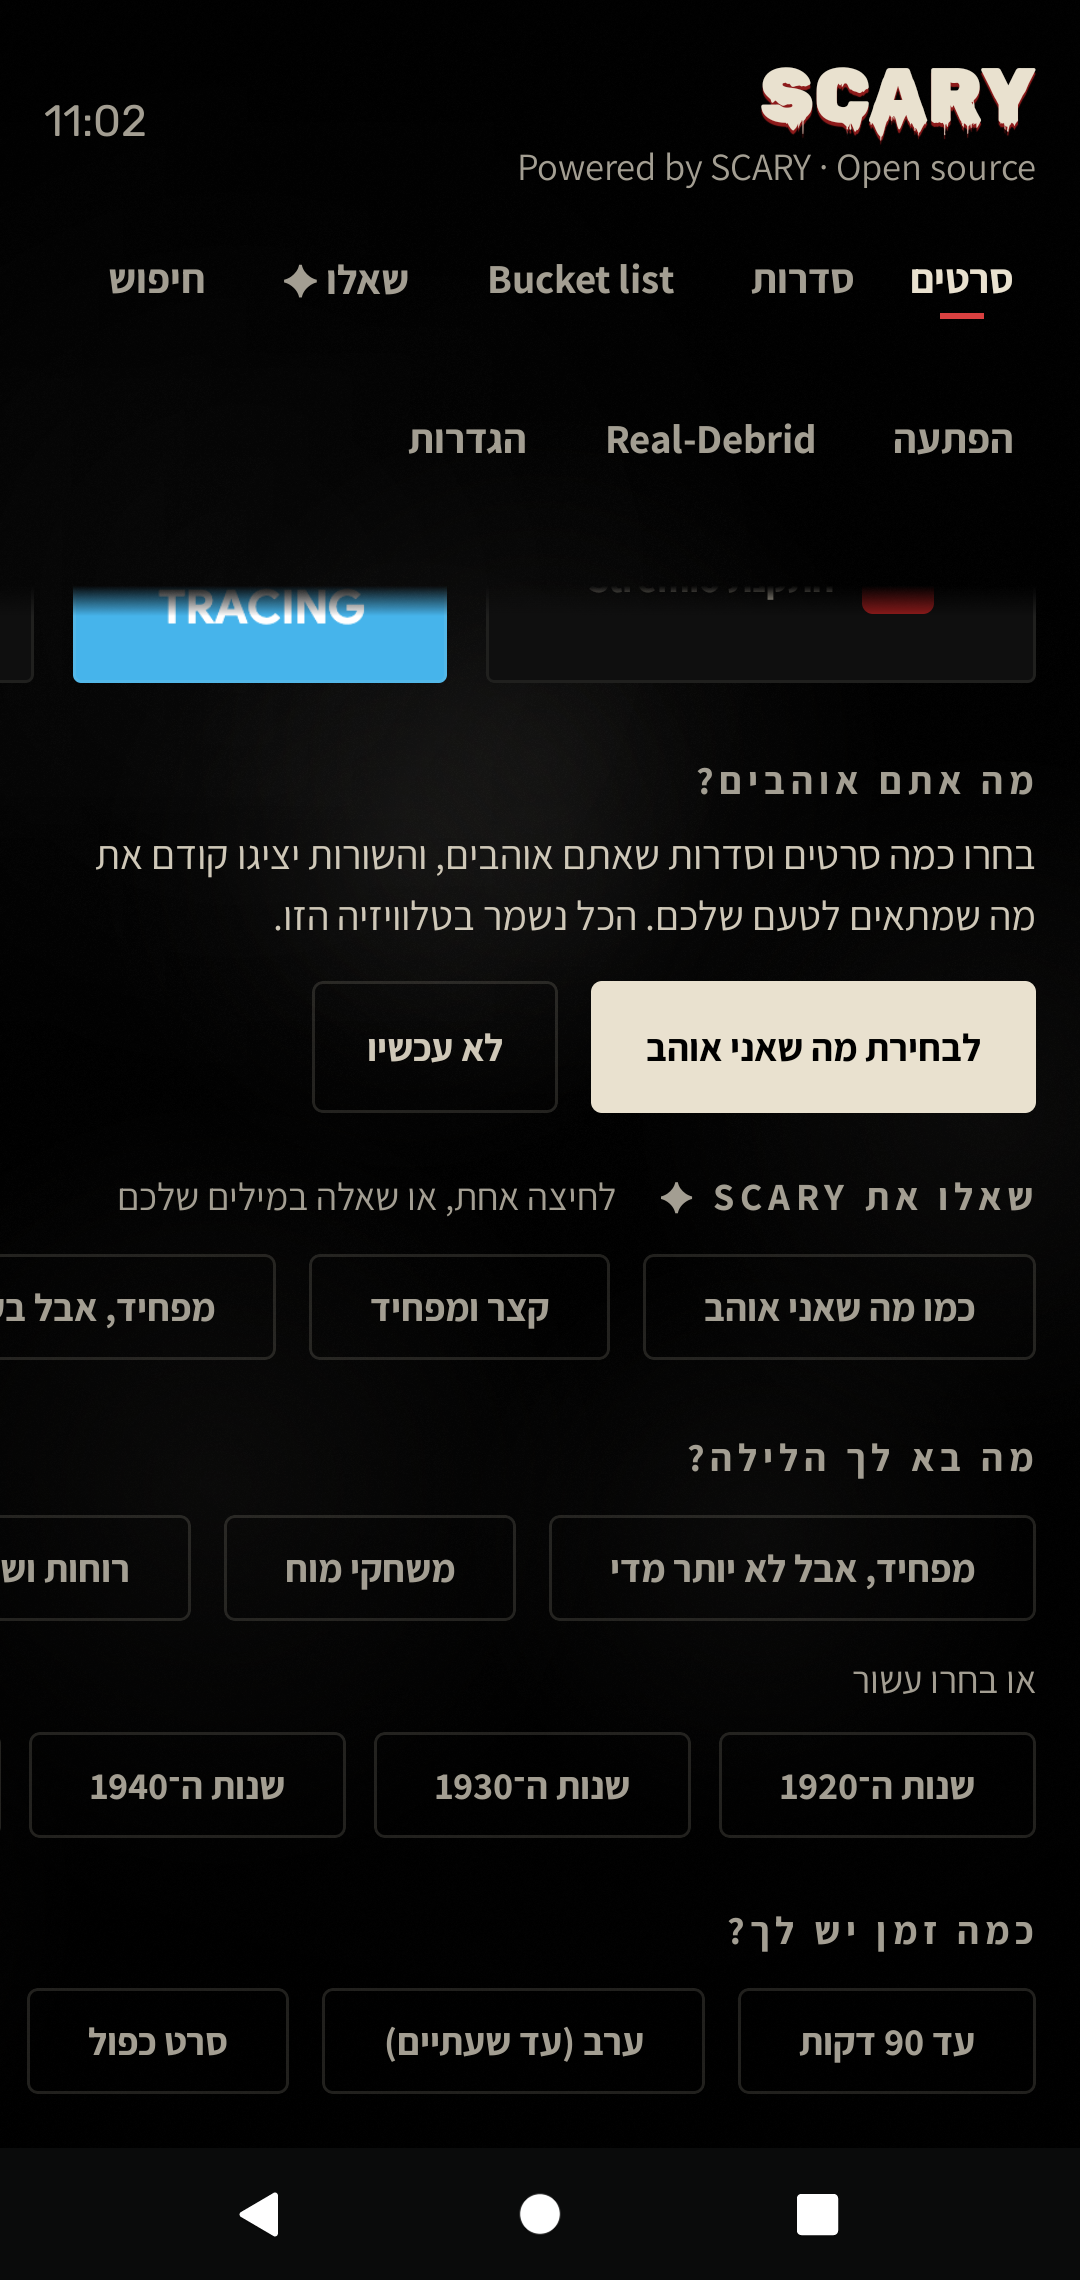 SCARY
11:02
Powered by SCARY · Open source
סרטים
סדרות
Bucket list
שאלו ✦
חיפוש
הפתעה
Real-Debrid
הגדרות
TRACING
מה אתם אוהבים?
בחרו כמה סרטים וסדרות שאתם אוהבים, והשורות יציגו קודם את
מה שמתאים לטעם שלכם. הכל נשמר בטלוויזיה הזו.
לבחירת מה שאני אוהב
לא עכשיו
שאלו את SCARY ✦
לחיצה אחת, או שאלה במילים שלכם
כמו מה שאני אוהב
קצר ומפחיד
מפחיד, אבל
מה בא לך הלילה?
מפחיד, אבל לא יותר מדי
משחקי מוח
רוחות
או בחרו עשור
שנות ה־1920
שנות ה־1930
שנות ה־1940
כמה זמן יש לך?
עד 90 דקות
ערב (עד שעתיים)
סרט כפול